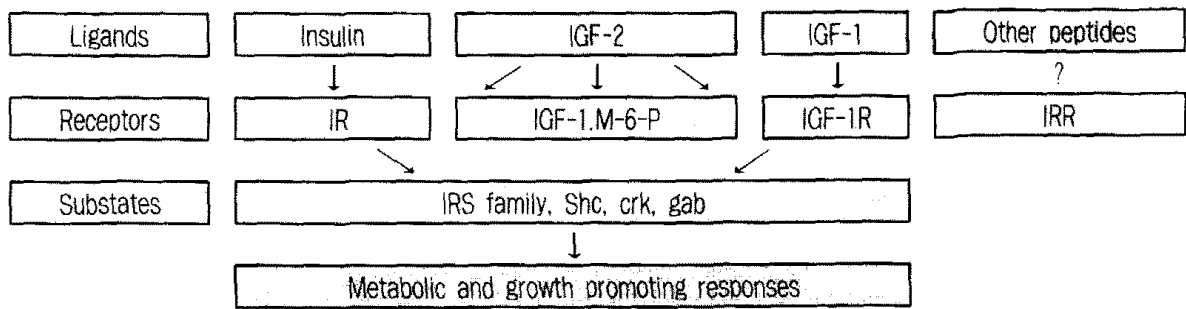 Ligands Insulin IGF-2 IGF-1 Other peptides
?
Receptors IR IGF-1.M-6-P IGF-1R IRR
Substates IRS family, Shc, crk, gab
Metabolic and growth promoting responses